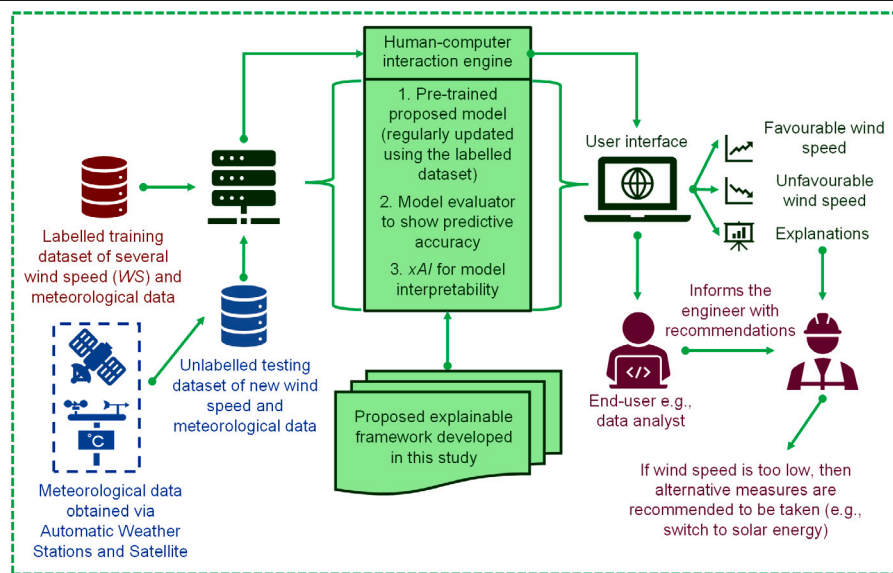 Human-computer
interaction engine
1. Pre-trained
proposed model
(regularly updated
using the labelled
dataset)
2. Model evaluator
to show predictive
accuracy
3. xAI for model
interpretability
Labelled training
dataset of several
wind speed (WS) and
meteorological data
Unlabelled testing
dataset of new wind
speed and
meteorological data
°C
Meteorological data
obtained via
Automatic Weather
Stations and Satellite
Proposed explainable
framework developed
in this study
User interface
Favourable wind
speed
Unfavourable
wind speed
Explanations
Informs the
engineer with
recommendations
</>
End-user e.g.,
data analyst
If wind speed is too low, then
alternative measures are
recommended to be taken (e.g.,
switch to solar energy)